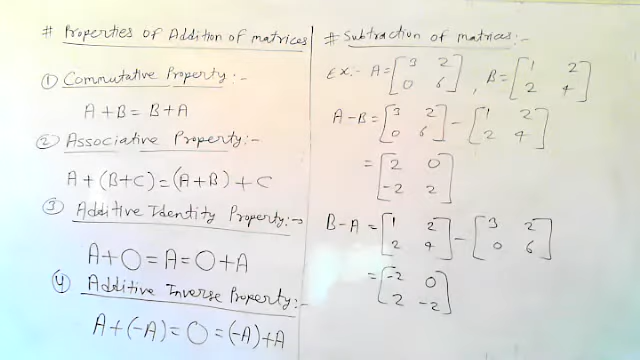 # Properties of Addition of matrices
① Commutative Property:-
A+B = B+A
② Associative Property:-
A+(B+C)=(A+B)+C
③ Additive Identity Property:→
A+O=A=O+A
④ Additive Inverse Property:-
A+(-A)=O=(-A)+A
# Subtraction of matrices:-
Ex:- A=[3 2
0 6], B=[1 2
2 4]
A-B=[3 2
0 6]-[1 2
2 4]
=[2 0
-2 2]
B-A=[1 2
2 4]-[3 2
0 6]
=[-2 0
2 -2]